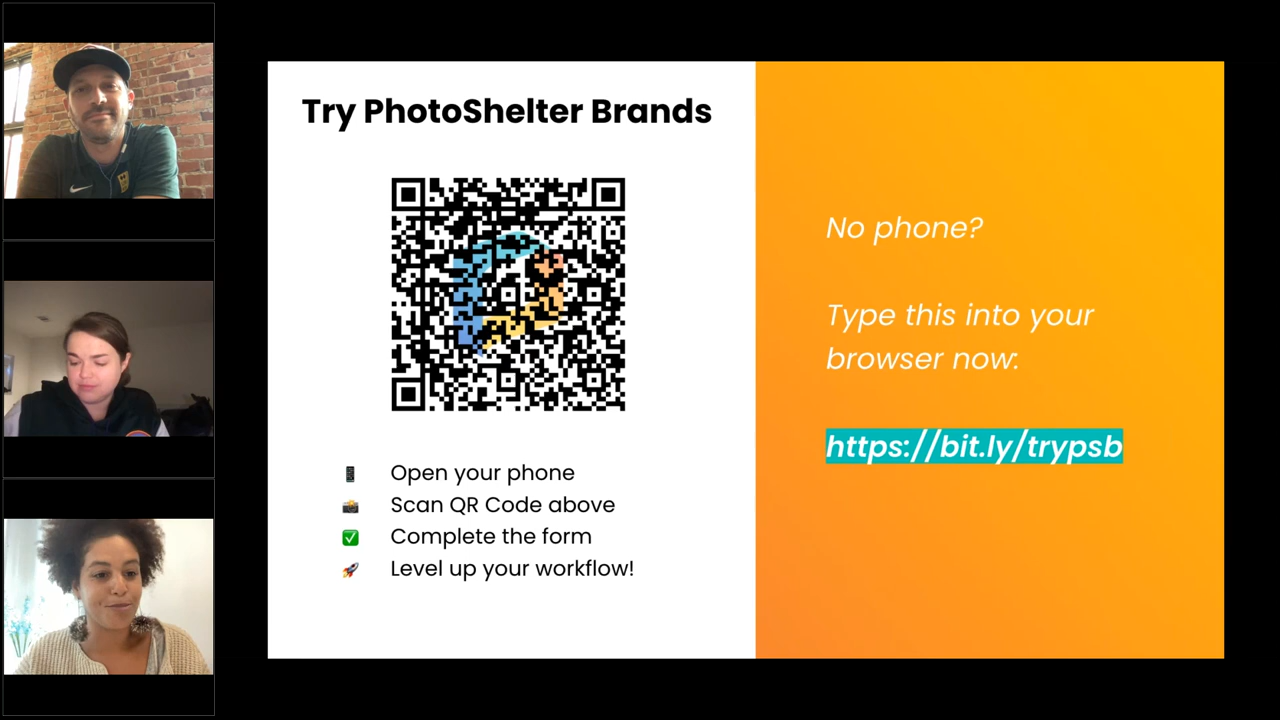 Try PhotoShelter Brands
Open your phone
Scan QR Code above
Complete the form
Level up your workflow!
No phone?
Type this into your
browser now:
https://bit.ly/trypsb